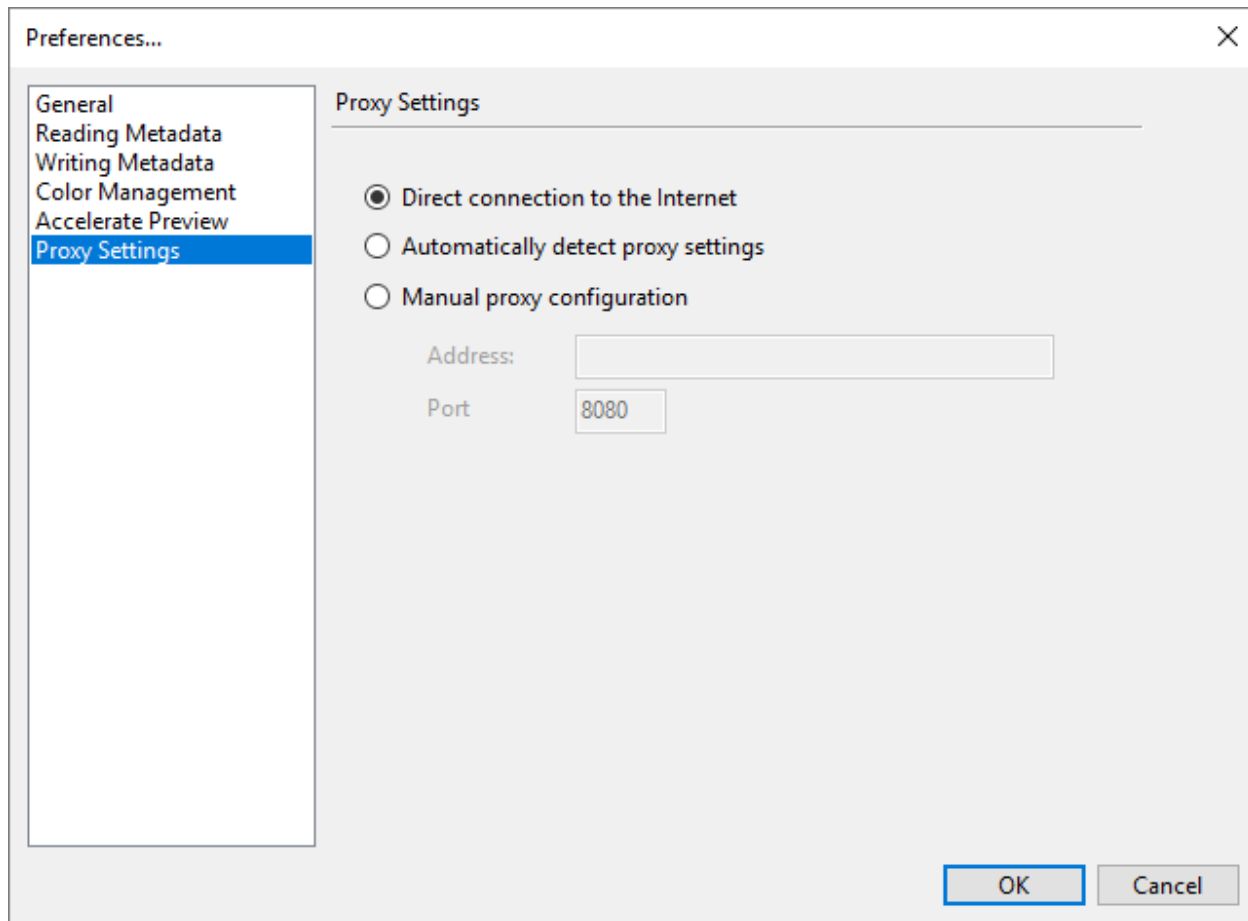 Preferences...
General
Reading Metadata
Writing Metadata
Color Management
Accelerate Preview
Proxy Settings
Proxy Settings
Direct connection to the Internet
Automatically detect proxy settings
Manual proxy configuration
Address:
Port 8080
OK Cancel